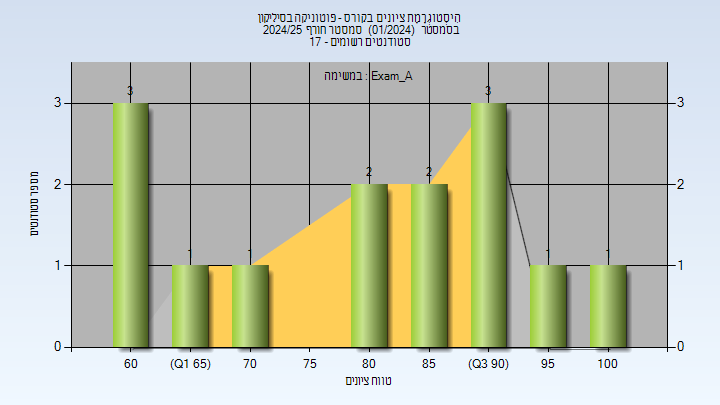 היסטוגרמת ציונים בקורס - פוטוניקה בסיליקון
בסמסטר (01/2024) סמסטר חורף 2024/25
סטודנטים רשומים - 17
במשימה : Exam_A
מספר סטודנטים
3 3
2 2
1 1
0 0
3 1 1 2 2 3 1 1
60 (Q1 65) 70 75 80 85 (Q3 90) 95 100
טווח ציונים